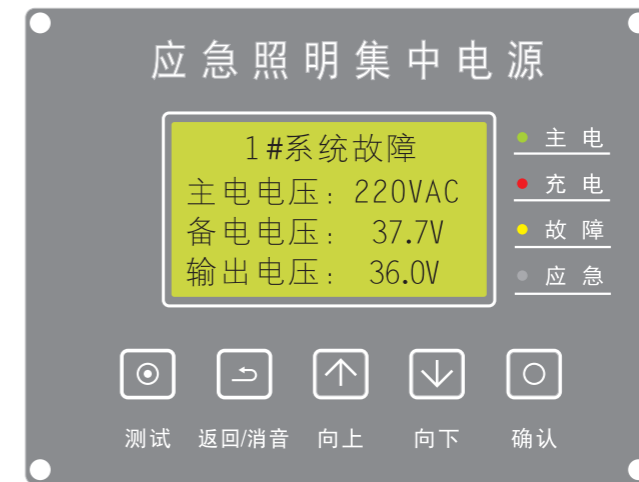 应急照明集中电源
1#系统故障
主电电压: 220VAC
备电电压: 37.7V
输出电压: 36.0V
主电
充电
故障
应急
测试 返回/消音 向上 向下 确认